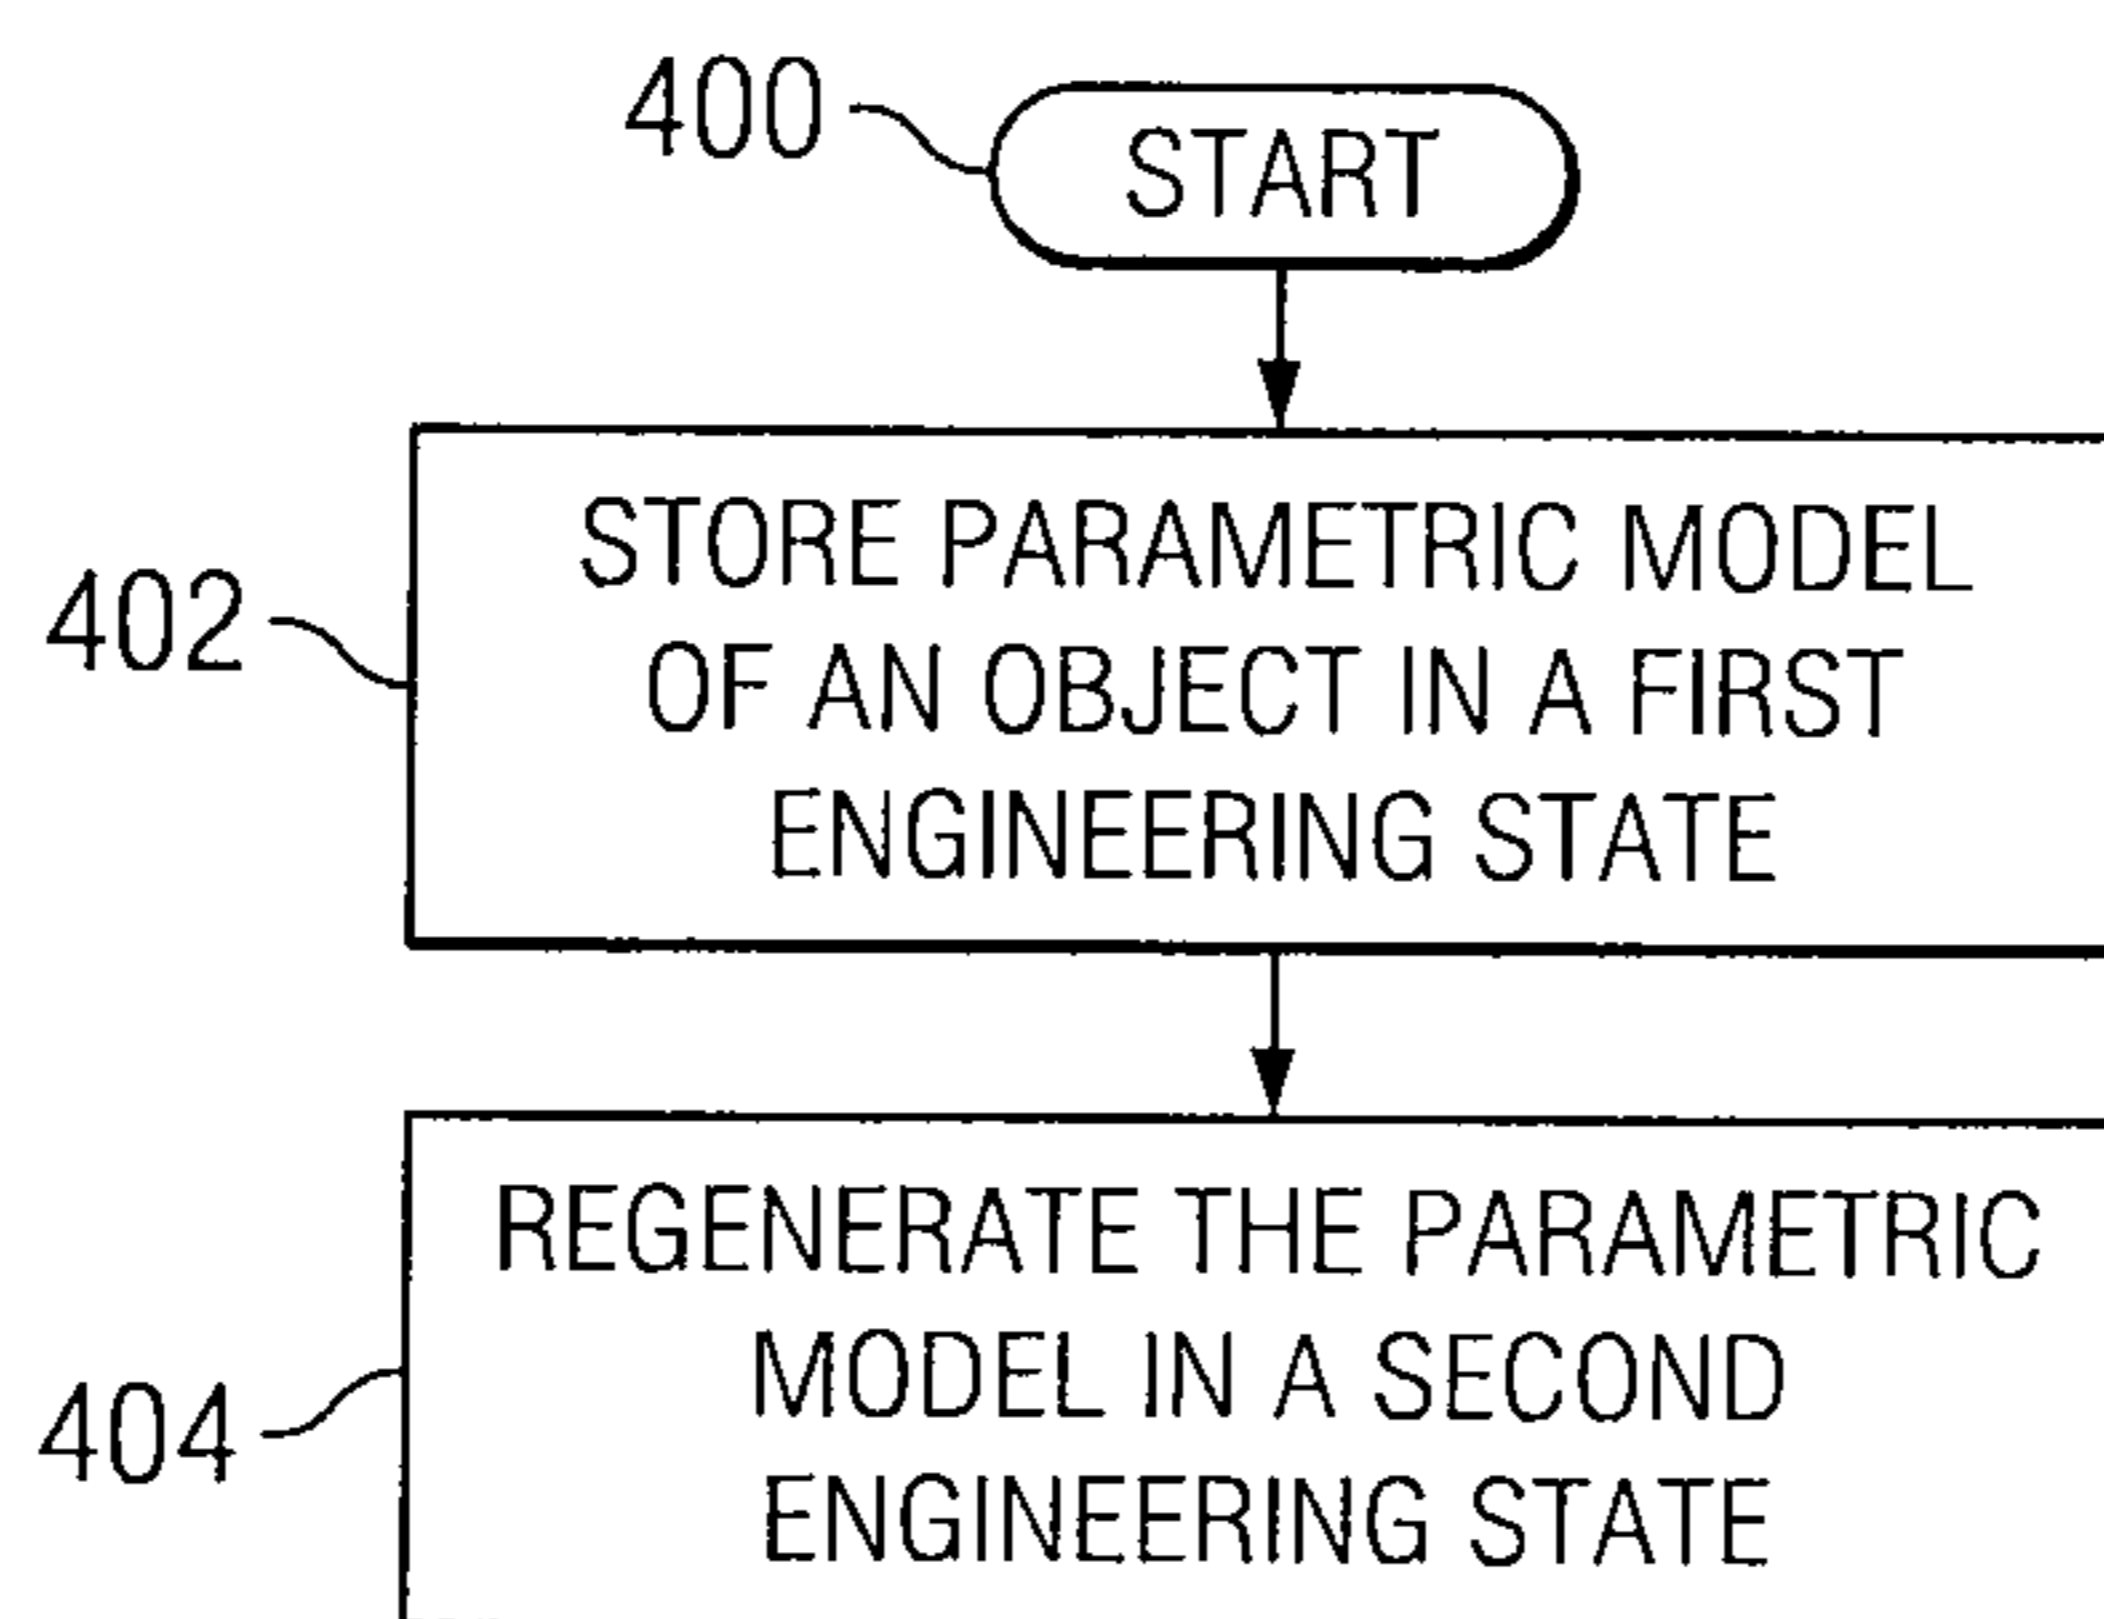 400
START
402
STORE PARAMETRIC MODEL
OF AN OBJECT IN A FIRST
ENGINEERING STATE
404
REGENERATE THE PARAMETRIC
MODEL IN A SECOND
ENGINEERING STATE